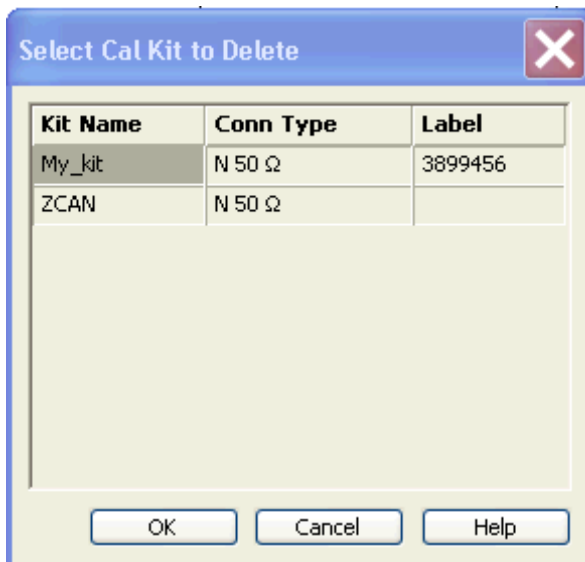 Select Cal Kit to Delete
Kit Name Conn Type Label
My_kit N 50 Ω 3899456
ZCAN N 50 Ω
OK Cancel Help